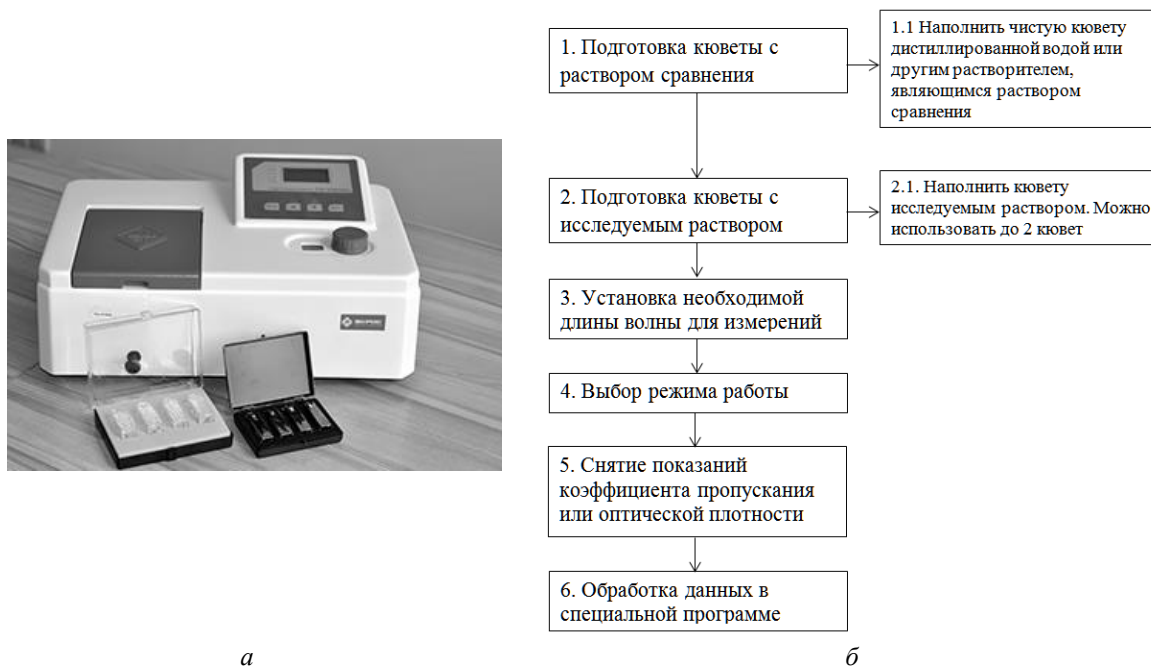 1. Подготовка кюветы с
раствором сравнения
1.1 Наполнить чистую кювету
дистиллированной водой или
другим растворителем,
являющимся раствором
сравнения
2. Подготовка кюветы с
исследуемым раствором
2.1. Наполнить кювету
исследуемым раствором. Можно
использовать до 2 кювет
3. Установка необходимой
длины волны для измерений
4. Выбор режима работы
5. Снятие показаний
коэффициента пропускания
или оптической плотности
6. Обработка данных в
специальной программе
а
б